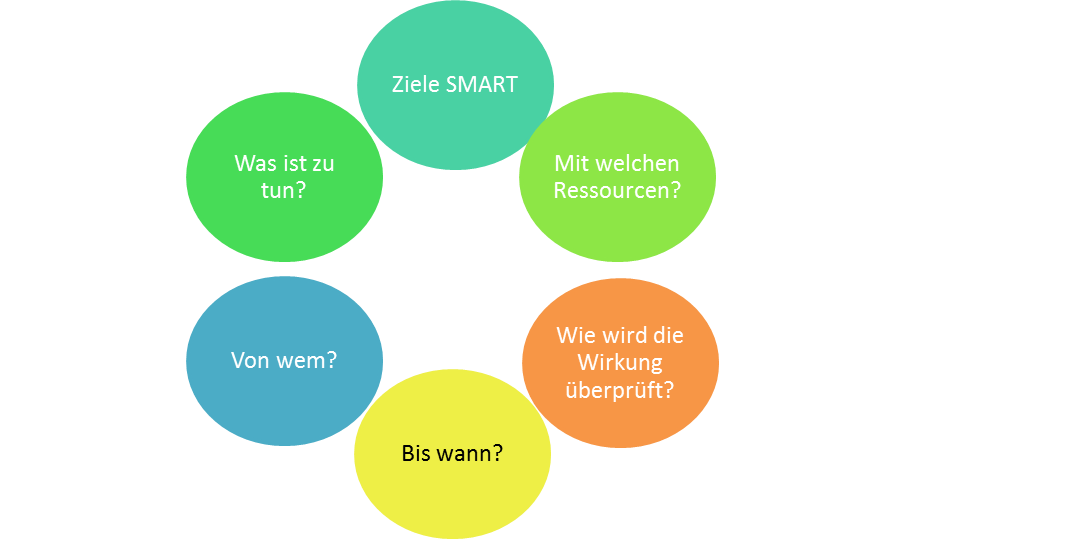 Ziele SMART
Was ist zu
tun?
Mit welchen
Ressourcen?
Von wem?
Wie wird die
Wirkung
überprüft?
Bis wann?